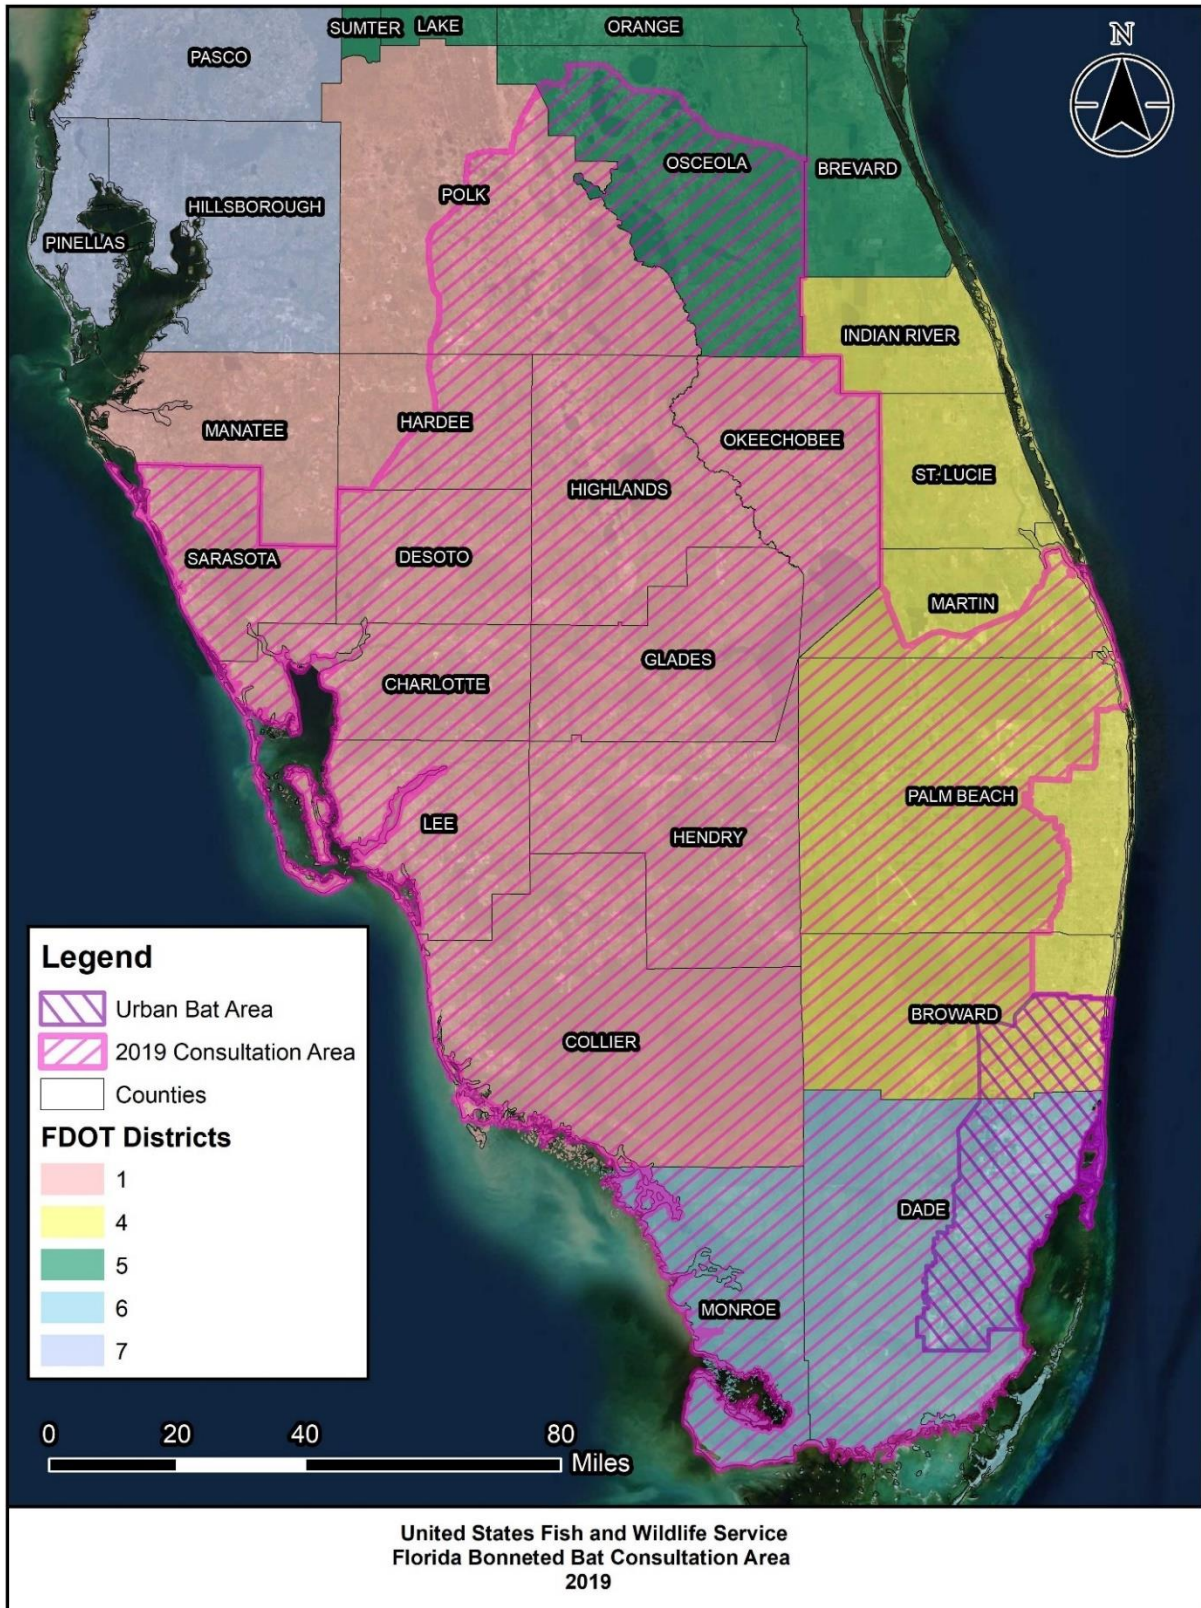 SUMTER
LAKE
ORANGE
N
PASCO
OSCEOLA
BREVARD
POLK
HILLSBOROUGH
PINELLAS
INDIAN RIVER
HARDEE
MANATEE
OKEECHOBEE
ST. LUCIE
HIGHLANDS
SARASOTA
DESOTO
MARTIN
GLADES
CHARLOTTE
PALM BEACH
LEE
HENDRY
BROWARD
COLLIER
DADE
MONROE
Legend
Urban Bat Area
2019 Consultation Area
Counties
FDOT Districts
1
4
5
6
7
0 20 40 80
Miles
United States Fish and Wildlife Service
Florida Bonneted Bat Consultation Area
2019